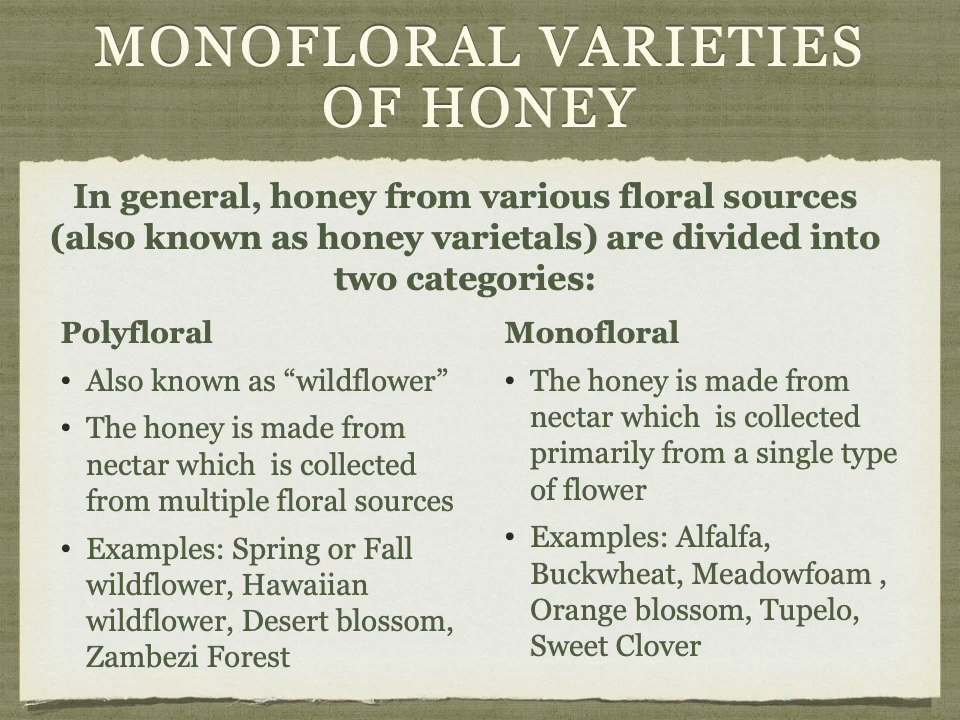 MONOFLORAL VARIETIES
OF HONEY
In general, honey from various floral sources
(also known as honey varietals) are divided into
two categories:
Polyfloral
• Also known as “wildflower”
• The honey is made from
nectar which  is collected
from multiple floral sources
• Examples: Spring or Fall
wildflower, Hawaiian
wildflower, Desert blossom,
Zambezi Forest
Monofloral
• The honey is made from
nectar which  is collected
primarily from a single type
of flower
• Examples: Alfalfa,
Buckwheat, Meadowfoam ,
Orange blossom, Tupelo,
Sweet Clover